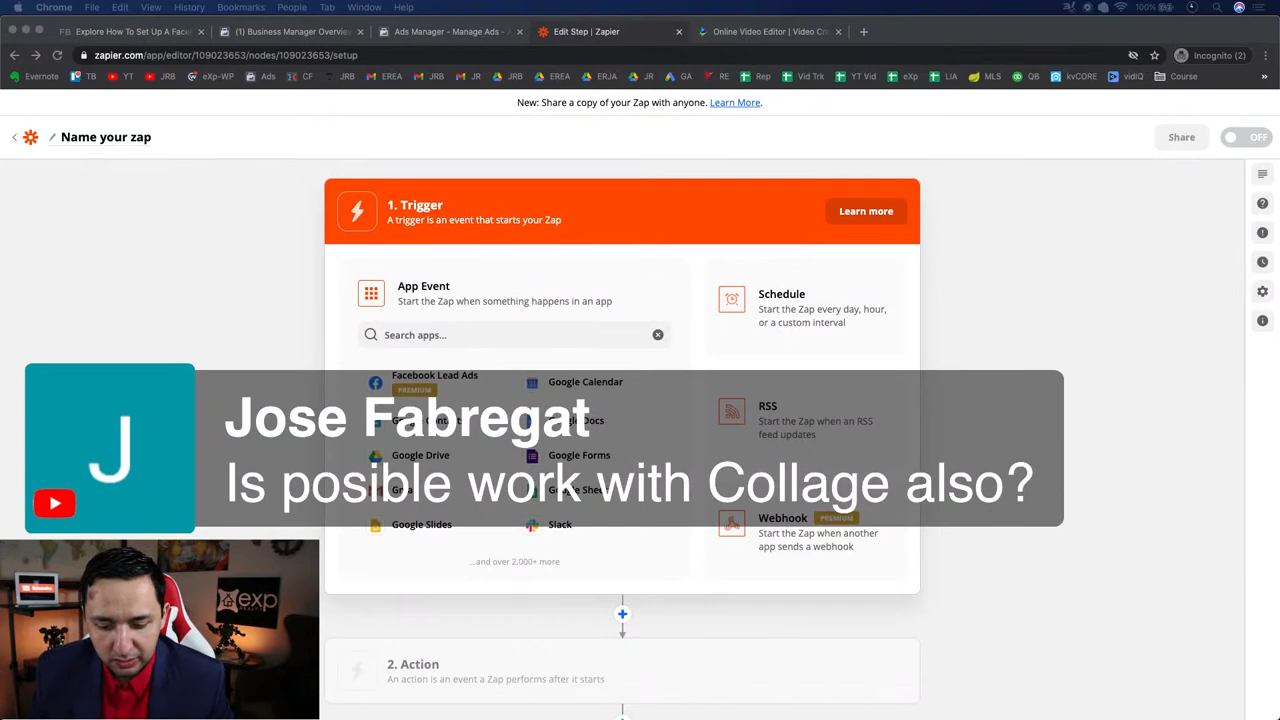 Chrome File Edit View History Bookmarks People Tab Window Help 100%
FB Explore How To Set Up A Face
(1) Business Manager Overview
Ads Manager - Manage Ads -
Edit Step | Zapier
Online Video Editor | Video Cr
zapier.com/app/editor/109023653/nodes/109023653/setup
Incognito (2)
Evernote TB YT JRB eXp-WP Ads CF JRB EREA JR JRB EREA ERJA JR GA RE Rep Vid Trk YT Vid eXp LIA MLS QB kvCORE vidIQ Course
New: Share a copy of your Zap with anyone. Learn More.
Name your zap
Share
OFF
1. Trigger
A trigger is an event that starts your Zap
Learn more
App Event
Start the Zap when something happens in an app
Search apps...
Facebook Lead Ads
PREMIUM
Google Calendar
Google Drive
Google Forms
Google Slides
Slack
...and over 2,000+ more
Schedule
Start the Zap every day, hour,
or a custom interval
RSS
Start the Zap when an RSS
feed updates
Webhook PREMIUM
Start the Zap when another
app sends a webhook
J
Jose Fabregat
Is posible work with Collage also?
2. Action
An action is an event a Zap performs after it starts
exp
REALTY